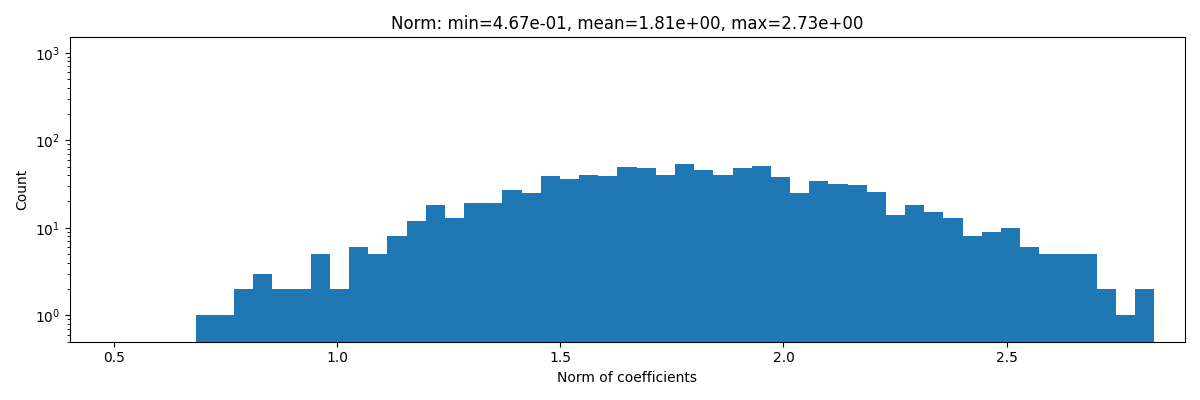 Norm: min=4.67e-01, mean=1.81e+00, max=2.73e+00
10³
10²
10¹
10⁰
Count
0.5 1.0 1.5 2.0 2.5
Norm of coefficients